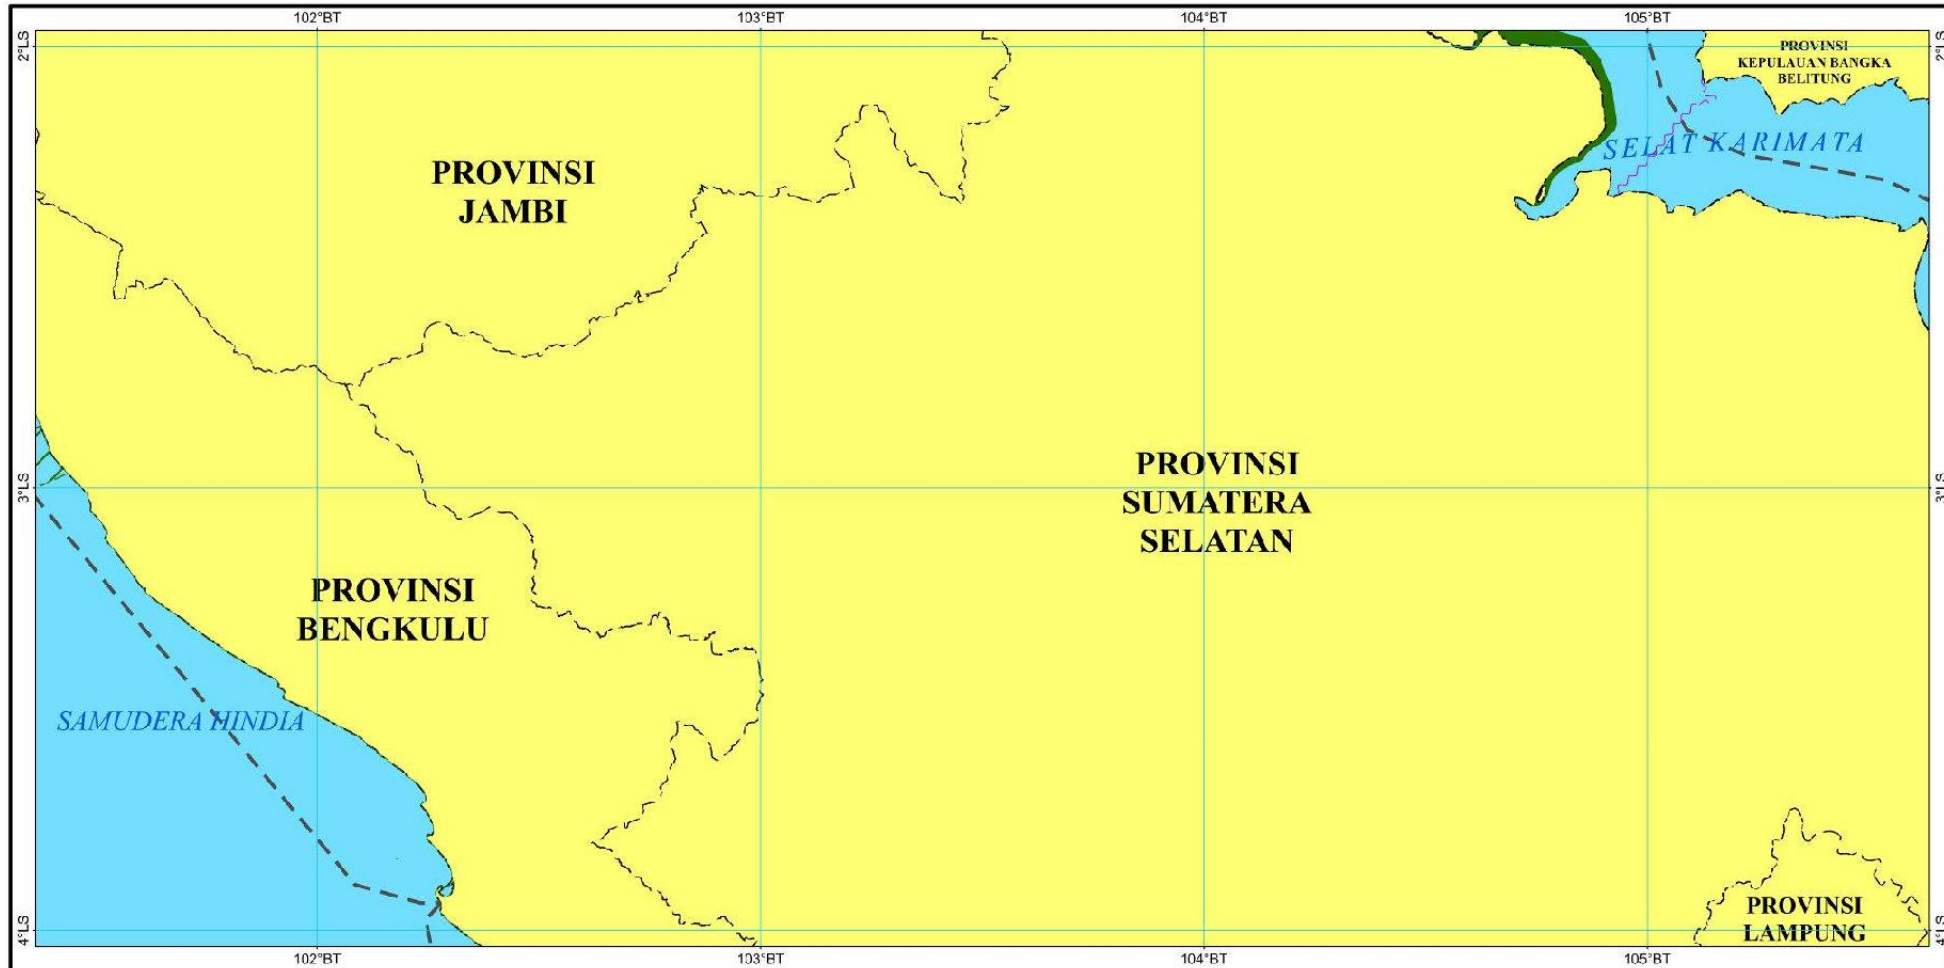 102°BT
103°BT
104°BT
105°BT
2°LS
2°LS
PROVINSI
KEPULAUAN BANGKA
BELITUNG
SELAT KARIMATA
PROVINSI
JAMBI
3°LS
3°LS
PROVINSI
SUMATERA
SELATAN
PROVINSI
BENGKULU
SAMUDERA HINDIA
PROVINSI
LAMPUNG
4°LS
4°LS
102°BT
103°BT
104°BT
105°BT